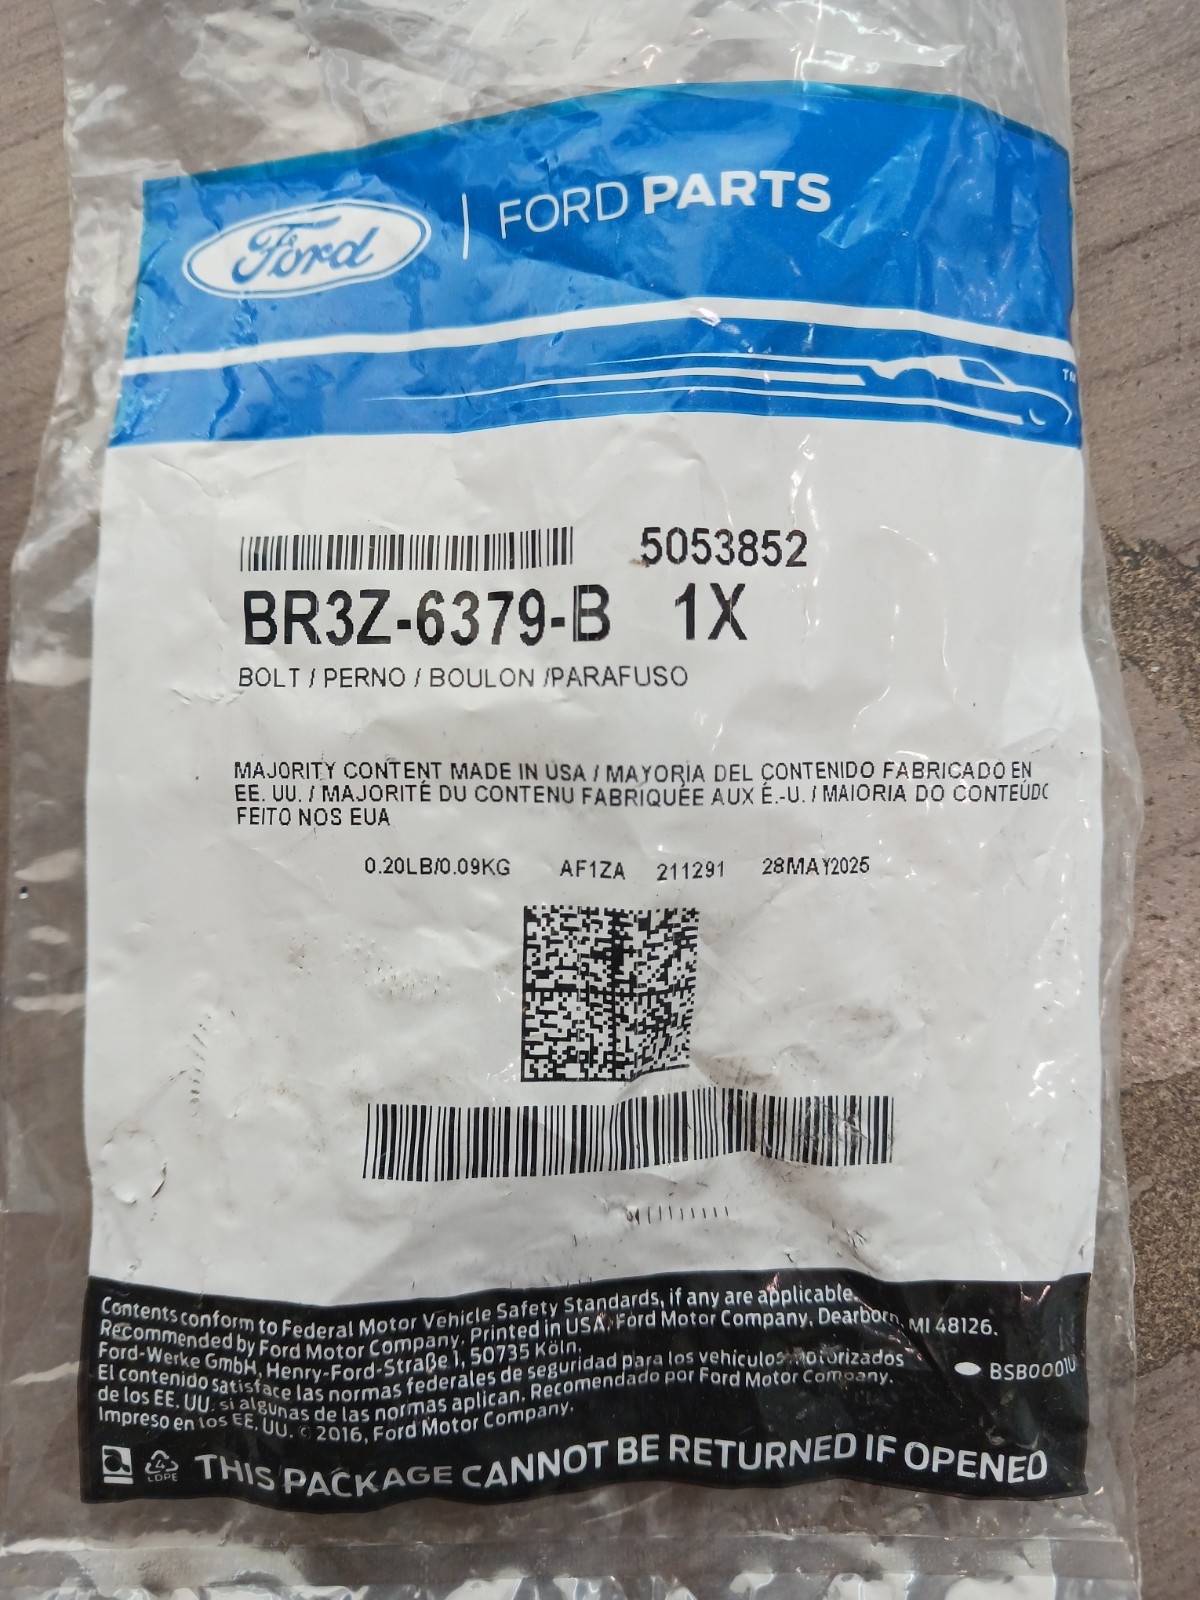 Ford | FORD PARTS
TM
5053852
BR3Z-6379-B 1X
BOLT / PERNO / BOULON /PARAFUSO
MAJORITY CONTENT MADE IN USA / MAYORÍA DEL CONTENIDO FABRICADO EN
EE. UU. / MAJORITÉ DU CONTENU FABRIQUÉE AUX É.-U. / MAIORIA DO CONTEÚDO
FEITO NOS EUA
0.20LB/0.09KG AF1ZA 211291 28MAY2025
Contents conform to Federal Motor Vehicle Safety Standards, if any are applicable.
Recommended by Ford Motor Company. Printed in USA. Ford Motor Company, Dearborn, MI 48126.
Ford-Werke GmbH, Henry-Ford-Straße 1, 50735 Köln.
El contenido satisface las normas federales de seguridad para los vehículos motorizados
de los EE. UU. si algunas de las normas aplican. Recomendado por Ford Motor Company.
Impreso en los EE. UU. © 2016, Ford Motor Company.
BSB0001U
4
LDPE
THIS PACKAGE CANNOT BE RETURNED IF OPENED